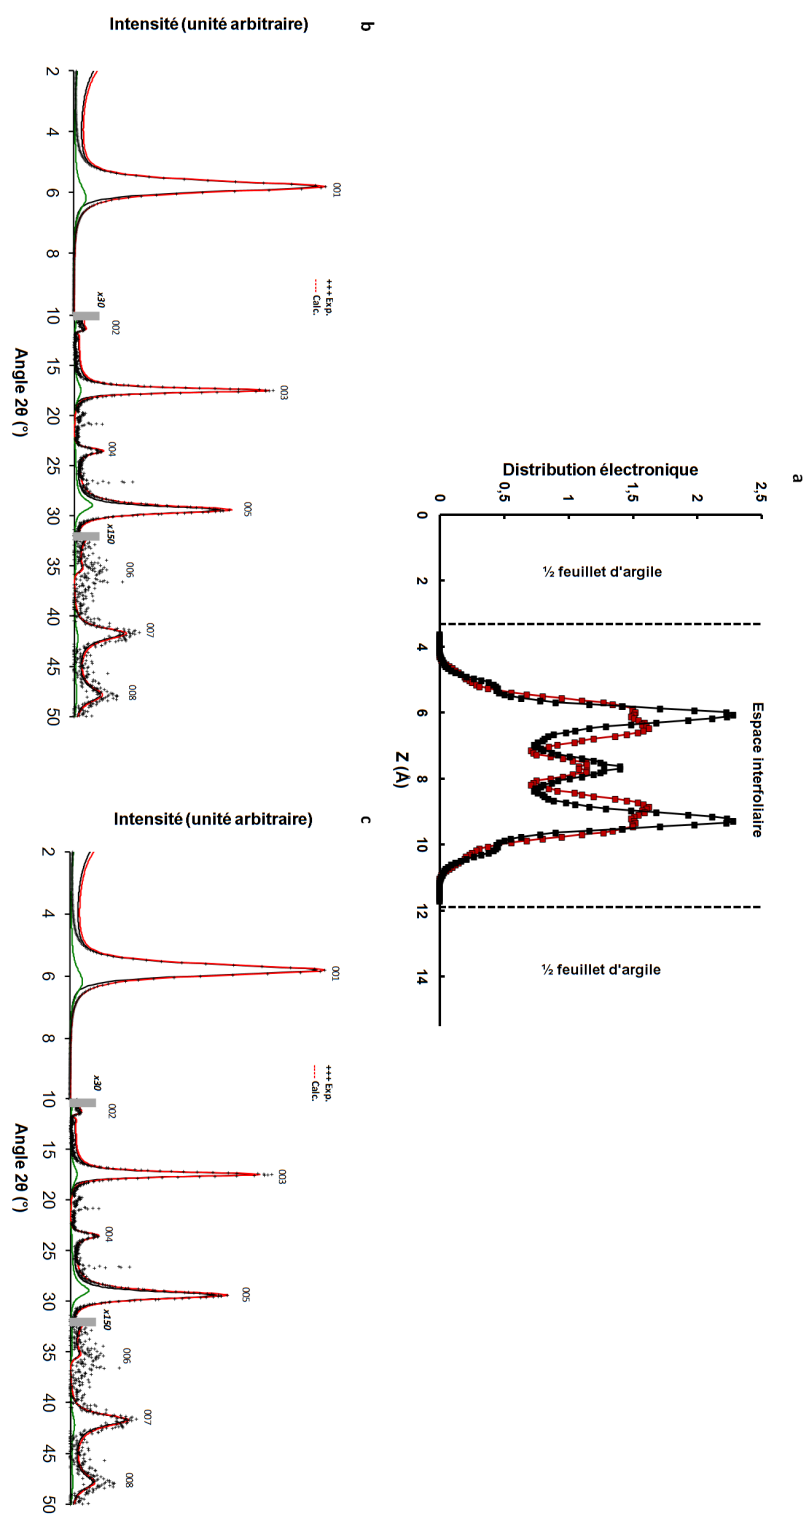 a
Distribution électronique
2,5
2
1,5
1
0,5
0
Espace interfoliaire
½ feuillet d'argile
½ feuillet d'argile
0 2 4 6 8 10 12 14
Z (Å)
b
Intensité (unité arbitraire)
+++ Exp.
---- Calc.
001
002
003
004
005
006
007
008
x30
x150
2 4 6 8 10 15 20 25 30 35 40 45 50
Angle 2θ (°)
c
Intensité (unité arbitraire)
+++ Exp.
---- Calc.
001
002
003
004
005
006
007
008
x30
x150
2 4 6 8 10 15 20 25 30 35 40 45 50
Angle 2θ (°)